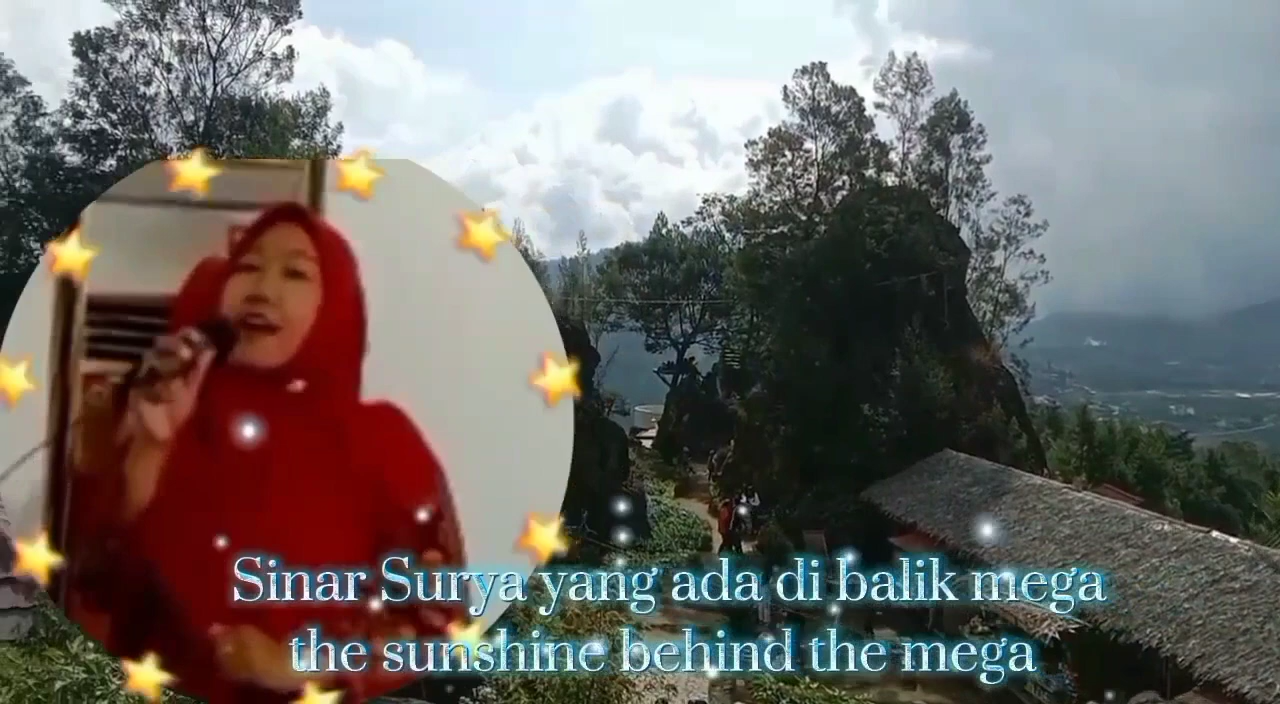 Sinar Surya yang ada di balik mega
the sunshine behind the mega